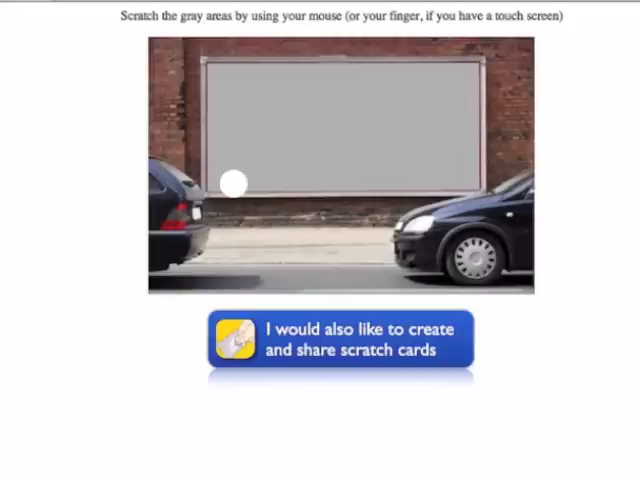 Scratch the gray areas by using your mouse (or your finger, if you have a touch screen)
I would also like to create
and share scratch cards